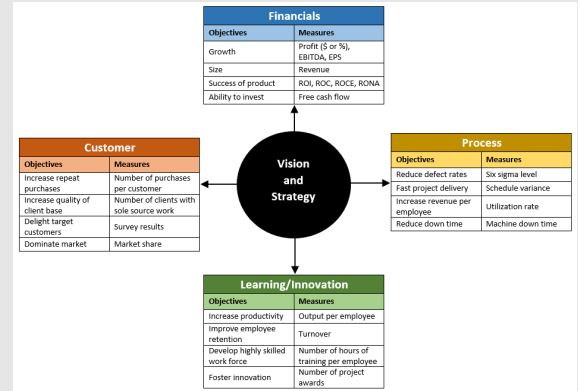 Financials
Objectives Measures
Growth Profit ($ or %),
EBITDA, EPS
Size Revenue
Success of product ROI, ROC, ROCE, RONA
Ability to invest Free cash flow
Customer
Objectives Measures
Increase repeat Number of purchases
purchases per customer
Increase quality of Number of clients with
client base sole source work
Delight target Survey results
customers
Dominate market Market share
Vision
and
Strategy
Process
Objectives Measures
Reduce defect rates Six sigma level
Fast project delivery Schedule variance
Increase revenue per Utilization rate
employee
Reduce down time Machine down time
Learning/Innovation
Objectives Measures
Increase productivity Output per employee
Improve employee Turnover
retention
Develop highly skilled Number of hours of
work force training per employee
Foster innovation Number of project
awards